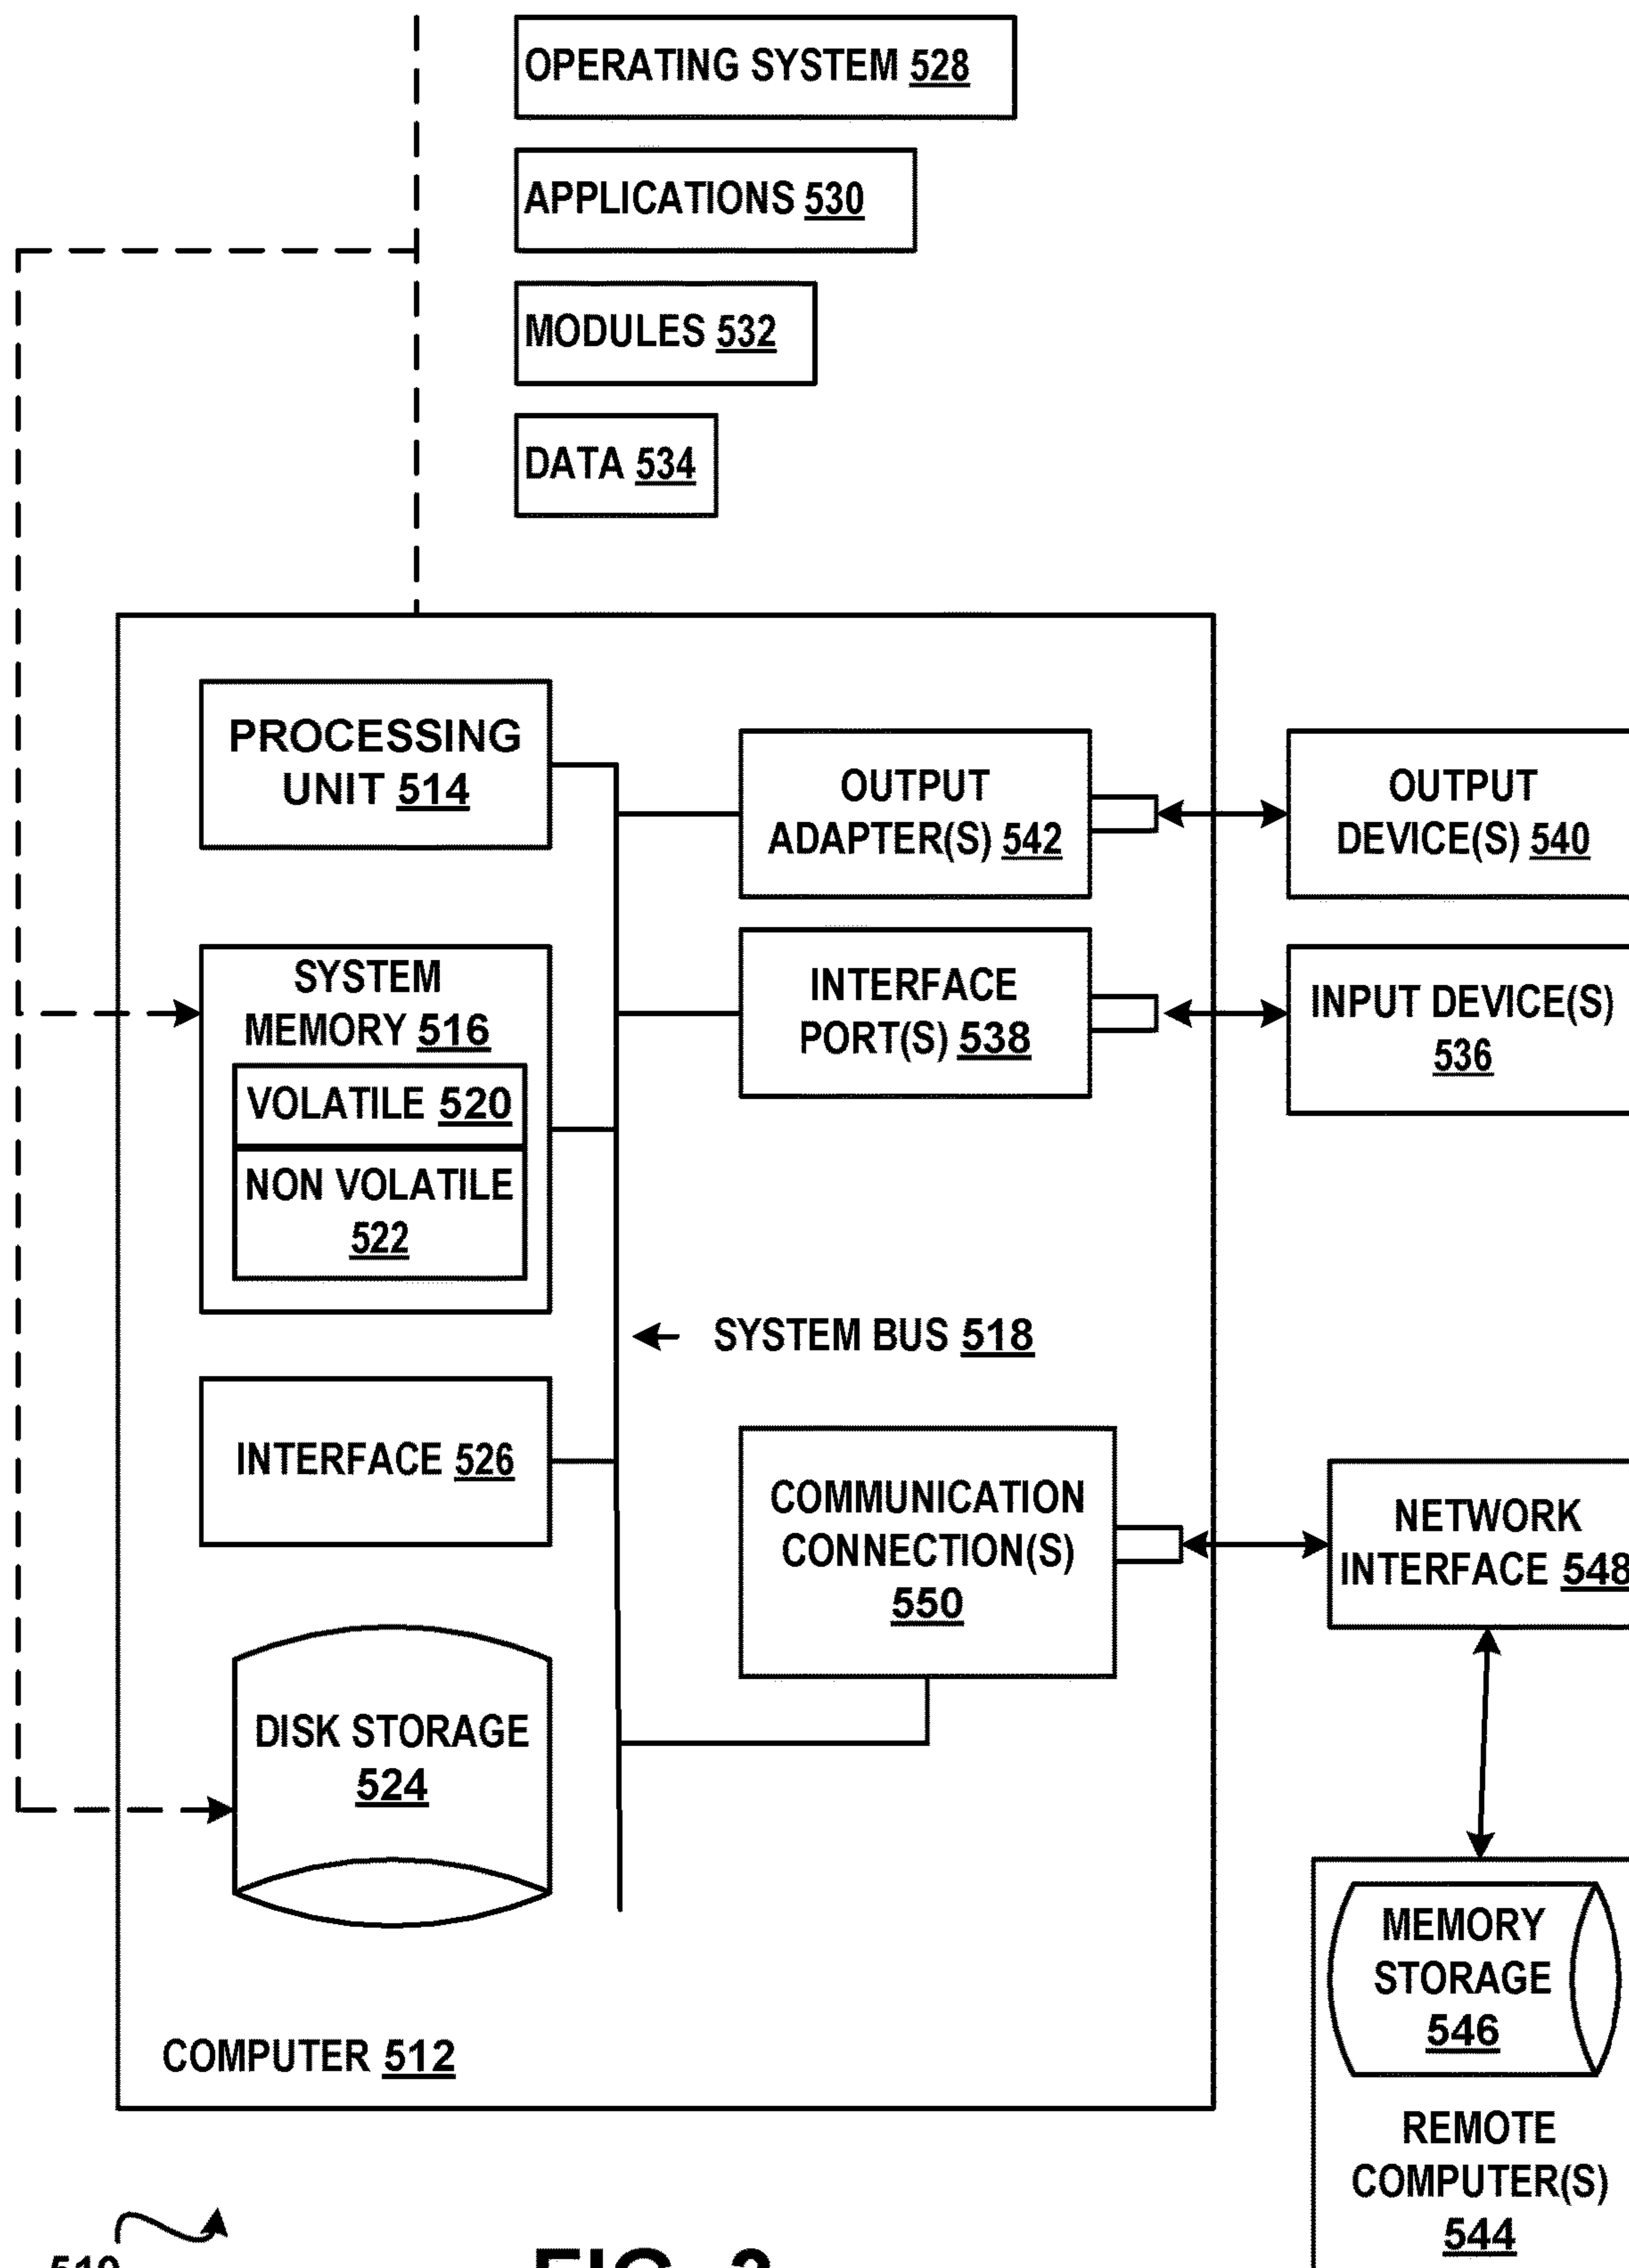 OPERATING SYSTEM 528
APPLICATIONS 530
MODULES 532
DATA 534
PROCESSING
UNIT 514
OUTPUT
ADAPTER(S) 542
OUTPUT
DEVICE(S) 540
SYSTEM
MEMORY 516
VOLATILE 520
NON VOLATILE
522
INTERFACE
PORT(S) 538
INPUT DEVICE(S)
536
SYSTEM BUS 518
INTERFACE 526
COMMUNICATION
CONNECTION(S)
550
NETWORK
INTERFACE 548
DISK STORAGE
524
MEMORY
STORAGE
546
COMPUTER 512
REMOTE
COMPUTER(S)
544